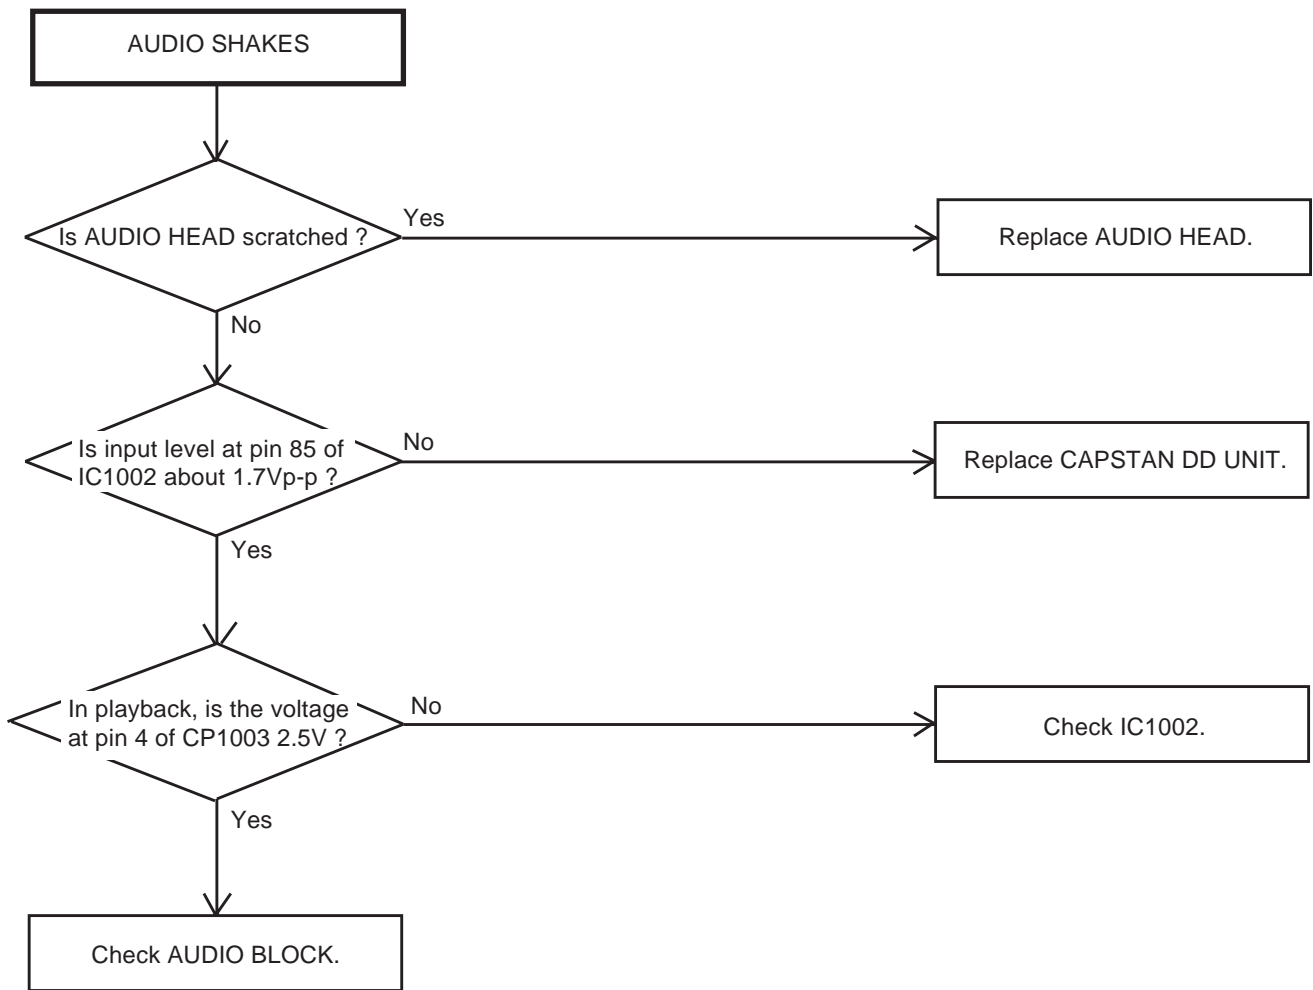 AUDIO SHAKES
Is AUDIO HEAD scratched ?
Yes
Replace AUDIO HEAD.
No
Is input level at pin 85 of
IC1002 about 1.7Vp-p ?
No
Replace CAPSTAN DD UNIT.
Yes
In playback, is the voltage
at pin 4 of CP1003 2.5V ?
No
Check IC1002.
Yes
Check AUDIO BLOCK.